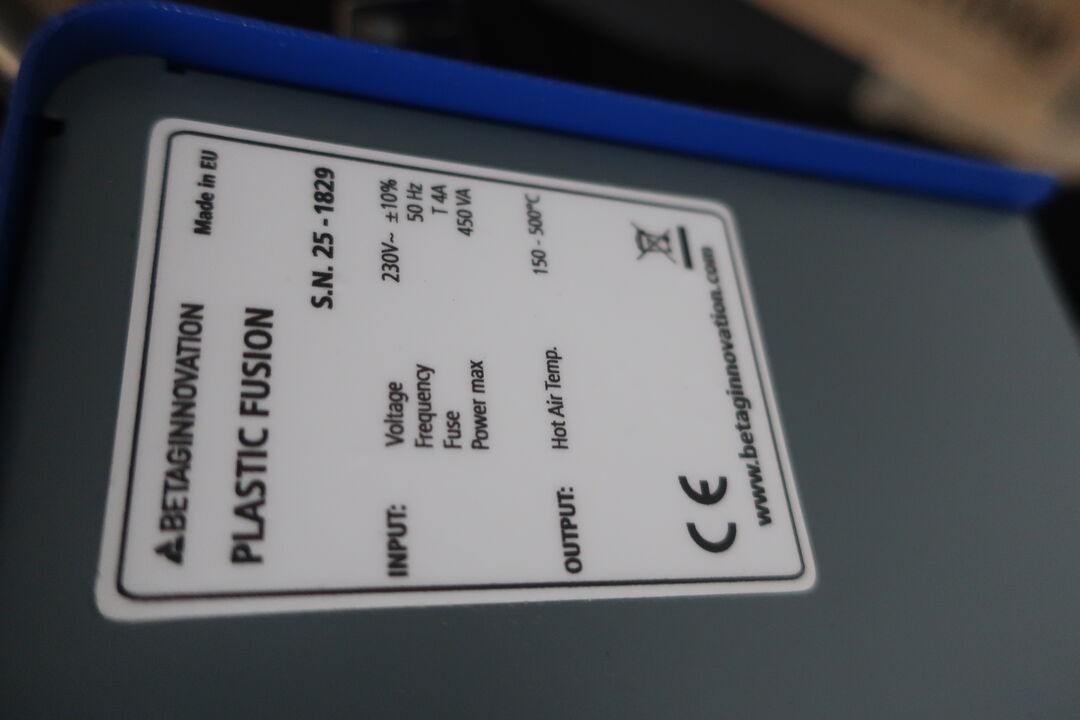 BETAGINNOVATION Made in EU
PLASTIC FUSION
S.N. 25 - 1829
INPUT: Voltage 230V~ ±10%
Frequency 50 Hz
Fuse T 4A
Power max 450 VA
OUTPUT: Hot Air Temp. 150 - 500°C
CE
www.betaginnovation.com